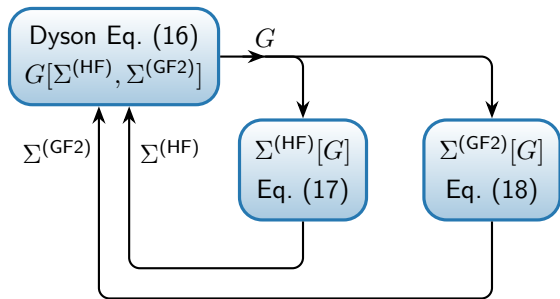 Dyson Eq. (16)
G[Σ^(HF), Σ^(GF2)]
G
Σ^(GF2)
Σ^(HF)
Σ^(HF)[G]
Eq. (17)
Σ^(GF2)[G]
Eq. (18)